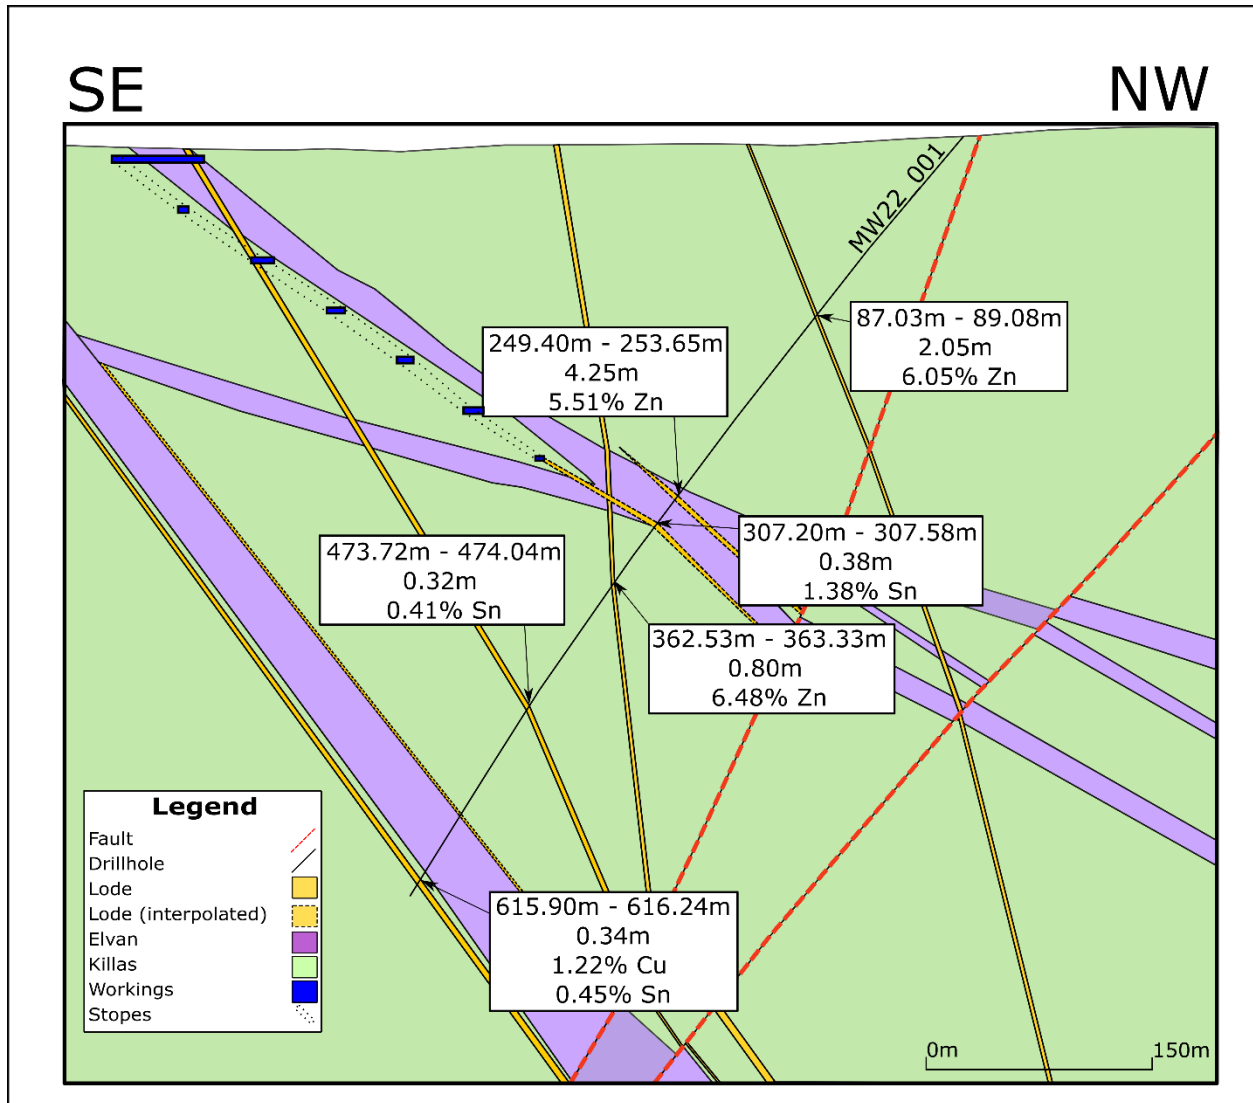 SE
NW
MW22_001
87.03m - 89.08m
2.05m
6.05% Zn
249.40m - 253.65m
4.25m
5.51% Zn
307.20m - 307.58m
0.38m
1.38% Sn
473.72m - 474.04m
0.32m
0.41% Sn
362.53m - 363.33m
0.80m
6.48% Zn
615.90m - 616.24m
0.34m
1.22% Cu
0.45% Sn
Legend
Fault
Drillhole
Lode
Lode (interpolated)
Elvan
Killas
Workings
Stopes
0m
150m